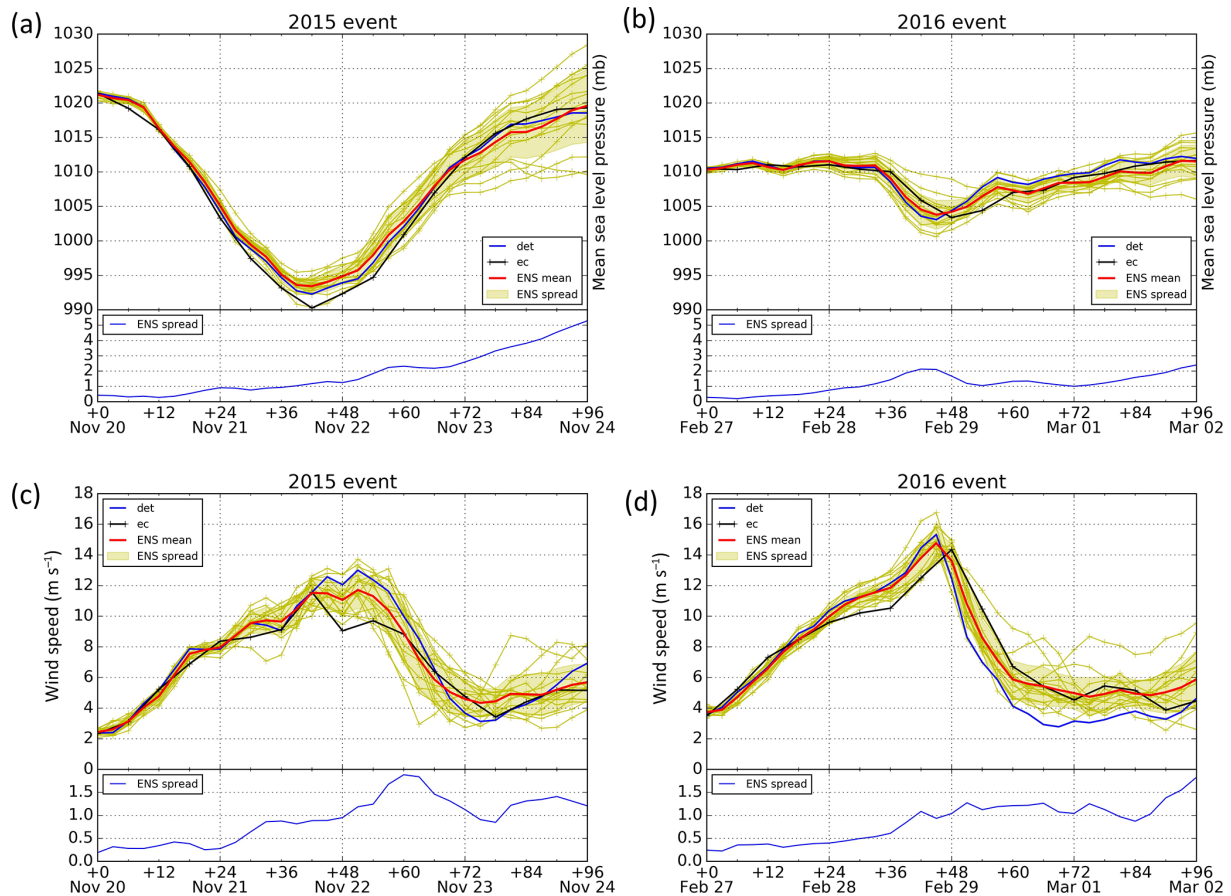 (a)
2015 event
1030
1025
1020
1015
1010
1005
1000
995
990
Mean sea level pressure (mb)
det
ec
ENS mean
ENS spread
ENS spread
5
4
3
2
1
0
+0 +12 +24 +36 +48 +60 +72 +84 +96
Nov 20 Nov 21 Nov 22 Nov 23 Nov 24
(b)
2016 event
1030
1025
1020
1015
1010
1005
1000
995
990
Mean sea level pressure (mb)
det
ec
ENS mean
ENS spread
ENS spread
5
4
3
2
1
0
+0 +12 +24 +36 +48 +60 +72 +84 +96
Feb 27 Feb 28 Feb 29 Mar 01 Mar 02
(c)
2015 event
18
16
14
12
10
8
6
4
2
0
Wind speed (m s⁻¹)
det
ec
ENS mean
ENS spread
ENS spread
1.5
1.0
0.5
0.0
+0 +12 +24 +36 +48 +60 +72 +84 +96
Nov 20 Nov 21 Nov 22 Nov 23 Nov 24
(d)
2016 event
18
16
14
12
10
8
6
4
2
0
Wind speed (m s⁻¹)
det
ec
ENS mean
ENS spread
ENS spread
1.5
1.0
0.5
0.0
+0 +12 +24 +36 +48 +60 +72 +84 +96
Feb 27 Feb 28 Feb 29 Mar 01 Mar 02